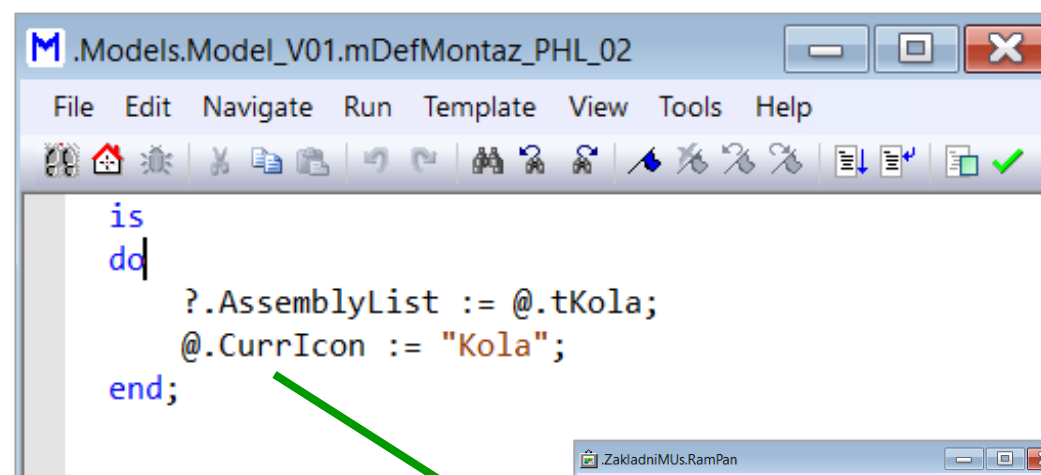 M .Models.Model_V01.mDefMontaz_PHL_02
File Edit Navigate Run Template View Tools Help
is
do
?.AssemblyList := @.tKola;
@.CurrIcon := "Kola";
end;
.ZakladniMUs.RamPan